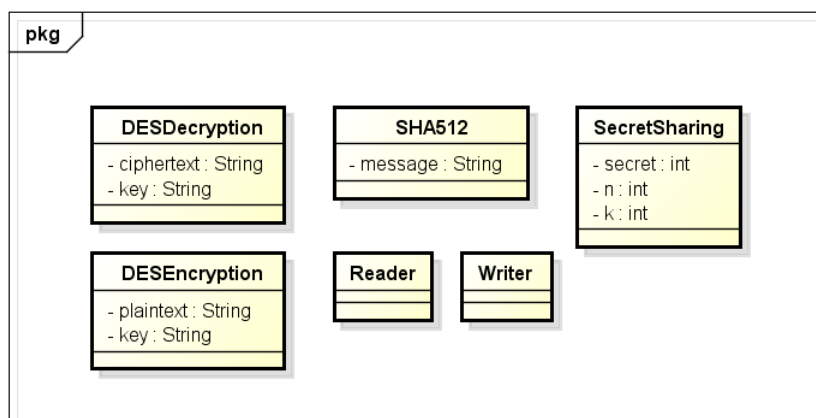 pkg
DESDecryption
- ciphertext : String
- key : String
SHA512
- message : String
SecretSharing
- secret : int
- n : int
- k : int
DESEncryption
- plaintext : String
- key : String
Reader
Writer